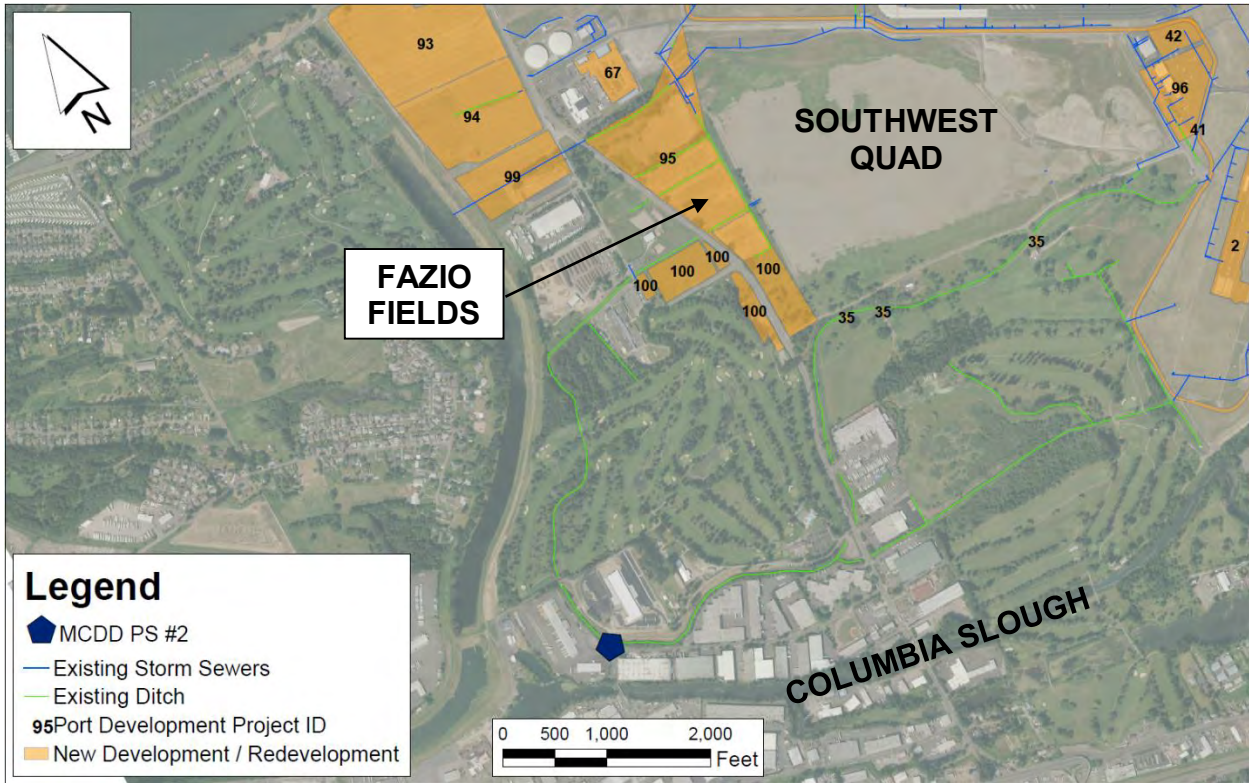 N
93
94
99
67
95
SOUTHWEST
QUAD
42
96
41
2
35
35
35
FAZIO
FIELDS
100
100
100
100
100
COLUMBIA SLOUGH
Legend
MCDD PS #2
Existing Storm Sewers
Existing Ditch
95 Port Development Project ID
New Development / Redevelopment
0 500 1,000 2,000
Feet